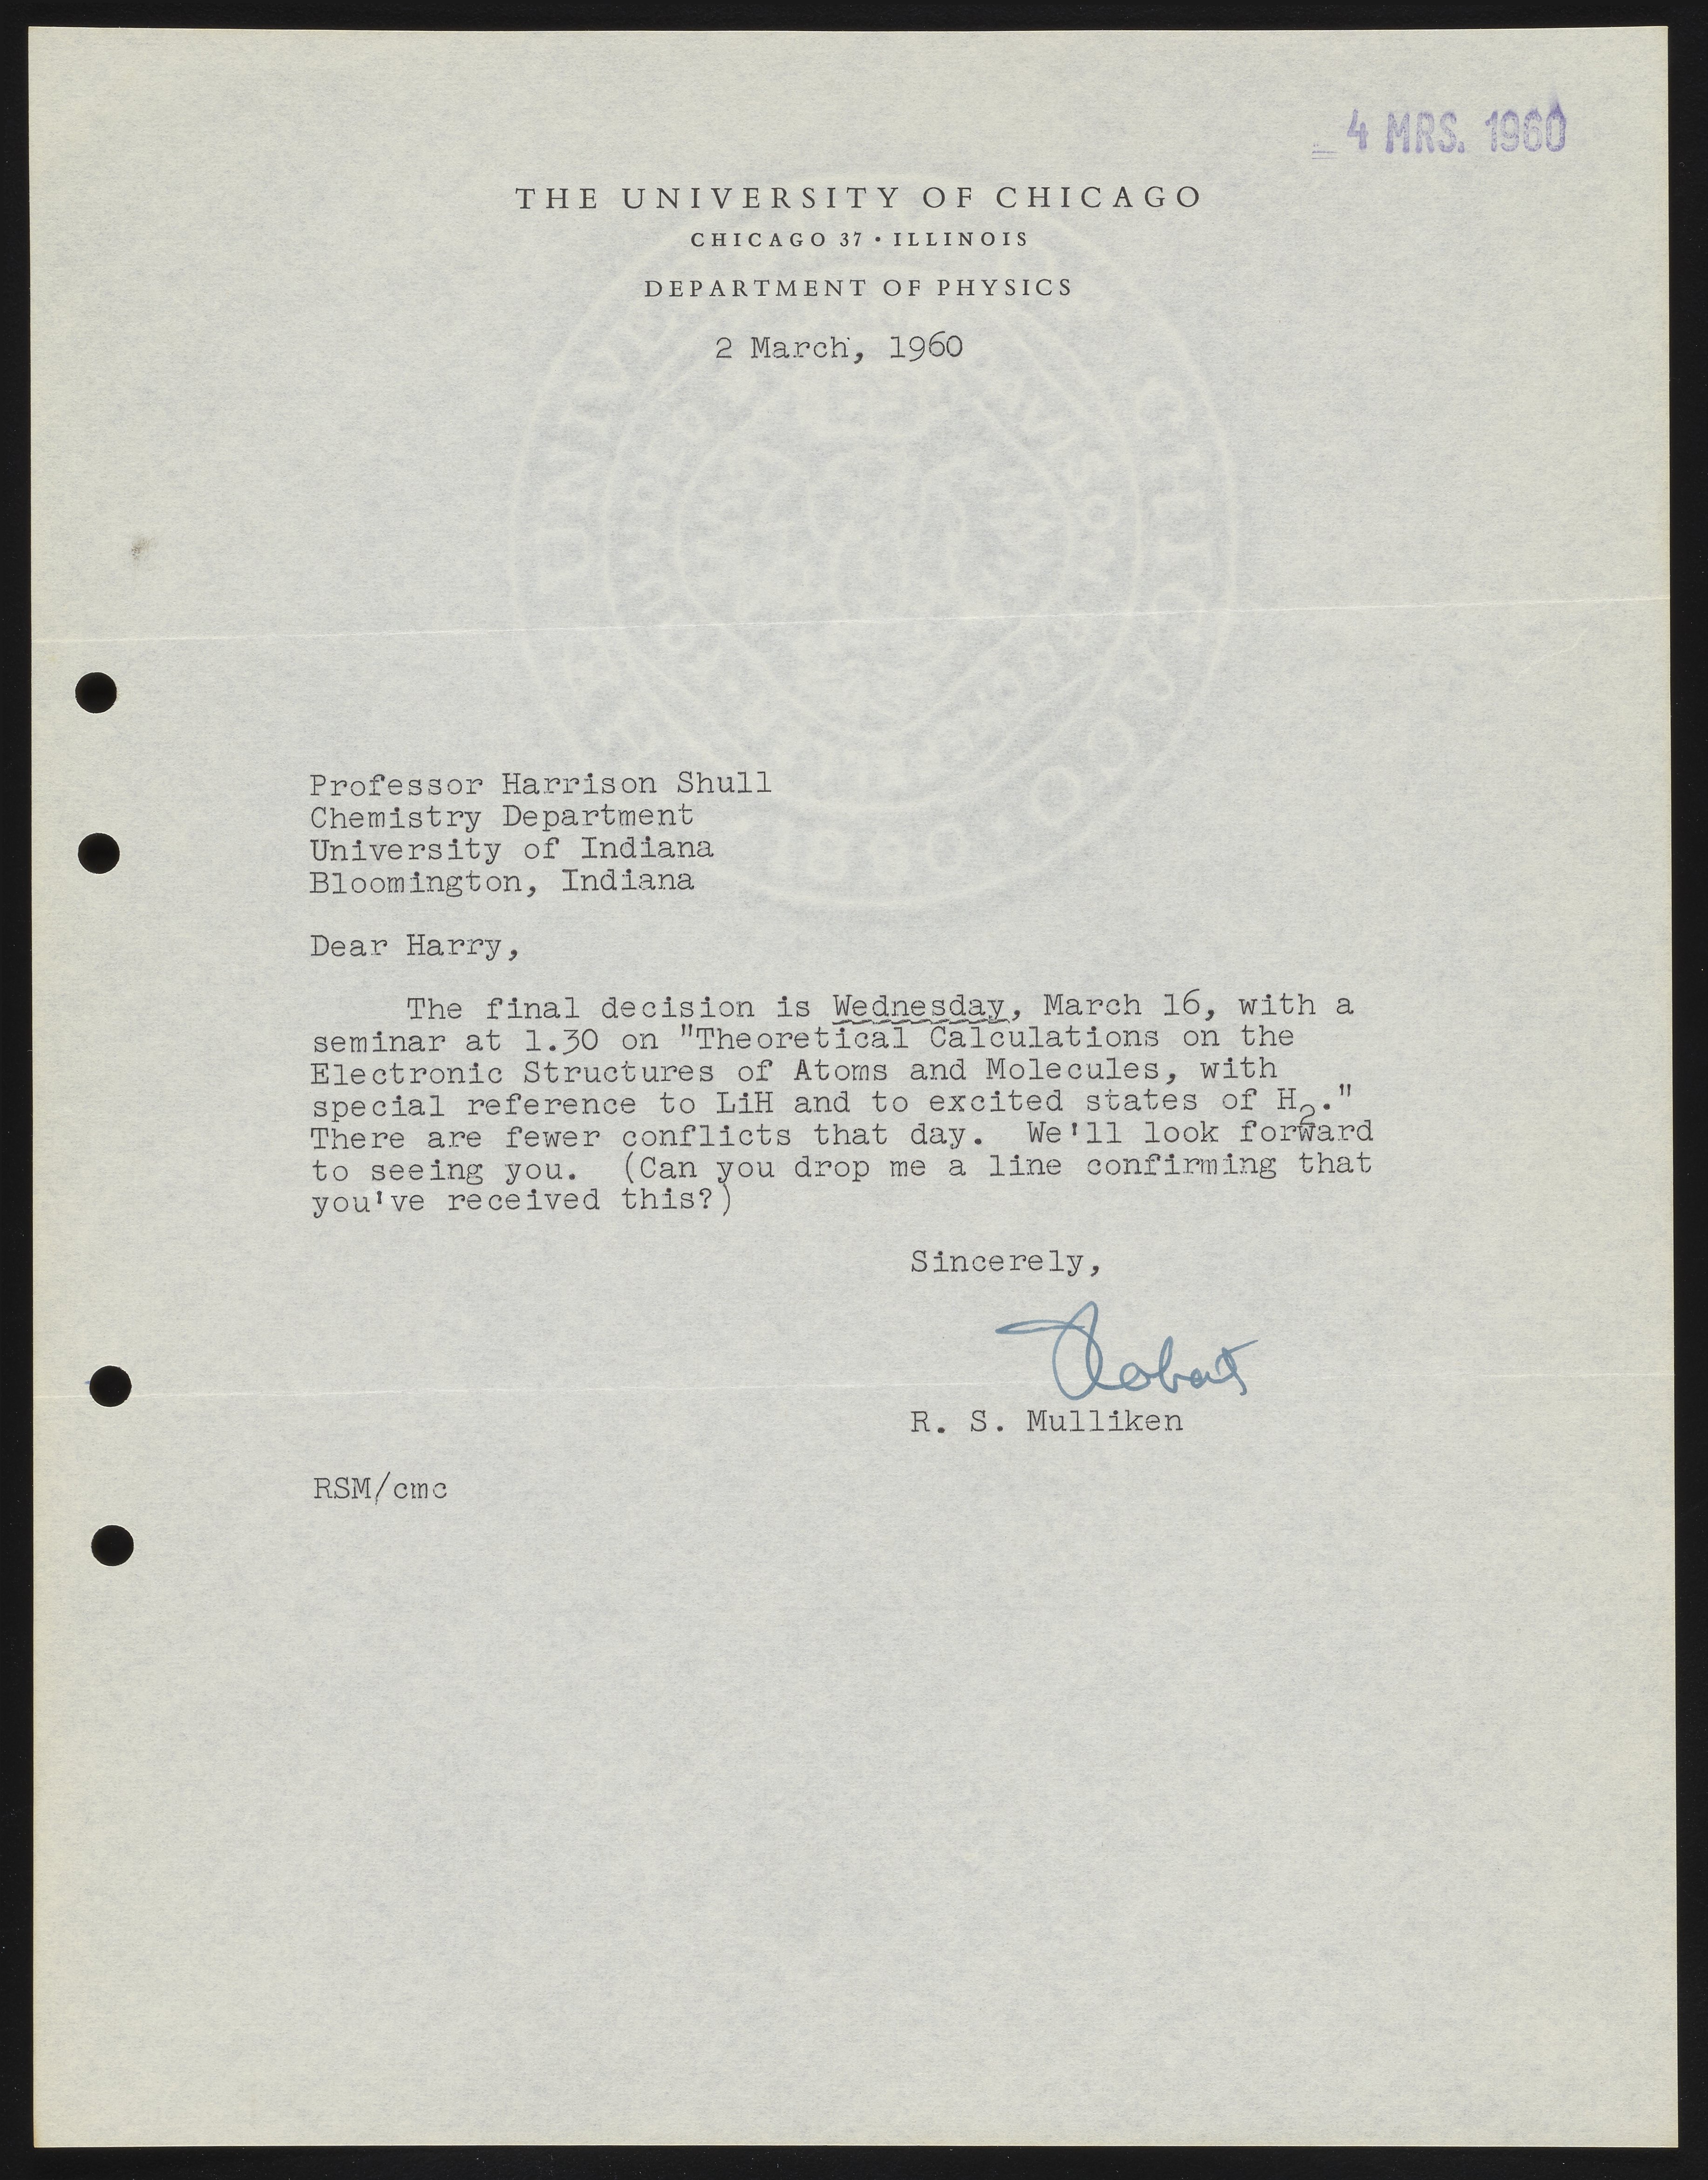 4 MRS. 1960
THE UNIVERSITY OF CHICAGO
CHICAGO 37 • ILLINOIS
DEPARTMENT OF PHYSICS
2 March, 1960
Professor Harrison Shull
Chemistry Department
University of Indiana
Bloomington, Indiana
Dear Harry,
The final decision is Wednesday, March 16, with a
seminar at 1.30 on "Theoretical Calculations on the
Electronic Structures of Atoms and Molecules, with
special reference to LiH and to excited states of H₂."
There are fewer conflicts that day. We'll look forward
to seeing you. (Can you drop me a line confirming that
you've received this?)
Sincerely,
Robert
R. S. Mulliken
RSM/cmc